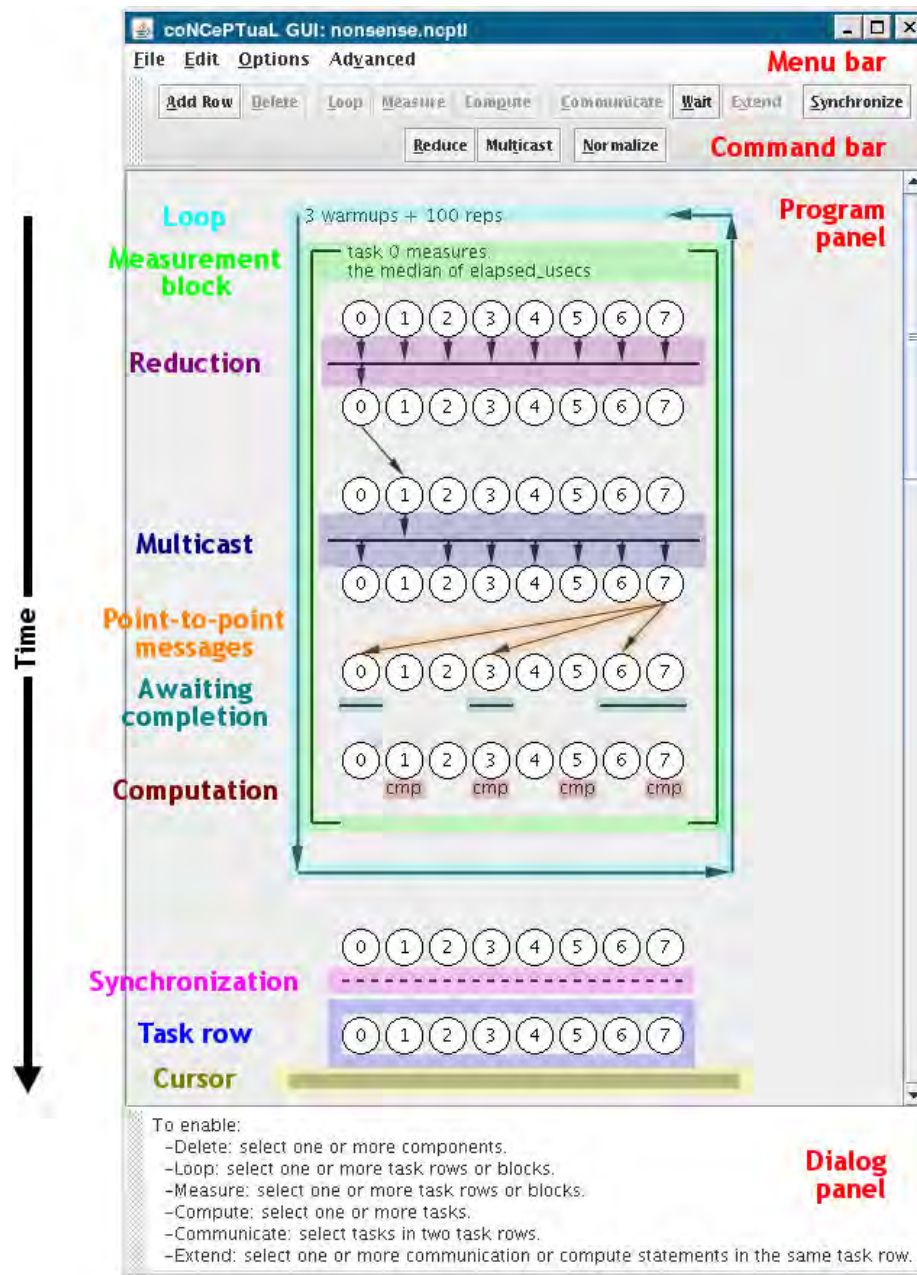 coNCePTuaL GUI: nonsense.ncptl
File Edit Options Advanced
Menu bar
Add Row Delete Loop Measure Compute Communicate Wait Extend Synchronize
Reduce Multicast Normalize
Command bar
Program
panel
Loop
3 warmups + 100 reps
Measurement
block
task 0 measures
the median of elapsed_usecs
0 1 2 3 4 5 6 7
Reduction
0 1 2 3 4 5 6 7
0 1 2 3 4 5 6 7
Multicast
0 1 2 3 4 5 6 7
Point-to-point
messages
0 1 2 3 4 5 6 7
Awaiting
completion
0 1 2 3 4 5 6 7
Computation
cmp cmp cmp cmp
Time
0 1 2 3 4 5 6 7
Synchronization
Task row
0 1 2 3 4 5 6 7
Cursor
Dialog
panel
To enable:
-Delete: select one or more components.
-Loop: select one or more task rows or blocks.
-Measure: select one or more task rows or blocks.
-Compute: select one or more tasks.
-Communicate: select tasks in two task rows.
-Extend: select one or more communication or compute statements in the same task row.